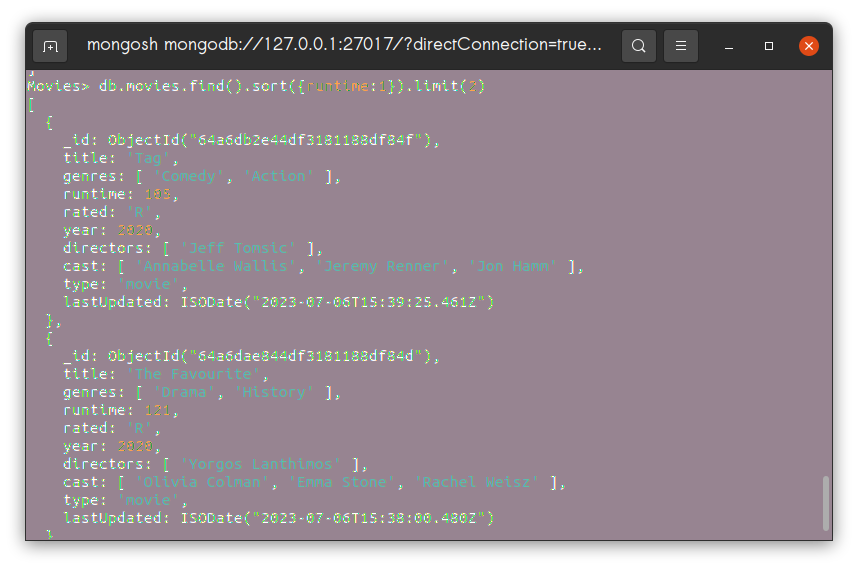 mongosh mongodb://127.0.0.1:27017/?directConnection=true...
]
Movies> db.movies.find().sort({runtime:1}).limit(2)
[
  {
    _id: ObjectId("64a6db2e44df3181188df84f"),
    title: 'Tag',
    genres: [ 'Comedy', 'Action' ],
    runtime: 105,
    rated: 'R',
    year: 2020,
    directors: [ 'Jeff Tomsic' ],
    cast: [ 'Annabelle Wallis', 'Jeremy Renner', 'Jon Hamm' ],
    type: 'movie',
    lastUpdated: ISODate("2023-07-06T15:39:25.461Z")
  },
  {
    _id: ObjectId("64a6dae844df3181188df84d"),
    title: 'The Favourite',
    genres: [ 'Drama', 'History' ],
    runtime: 121,
    rated: 'R',
    year: 2020,
    directors: [ 'Yorgos Lanthimos' ],
    cast: [ 'Olivia Colman', 'Emma Stone', 'Rachel Weisz' ],
    type: 'movie',
    lastUpdated: ISODate("2023-07-06T15:38:00.480Z")
  }